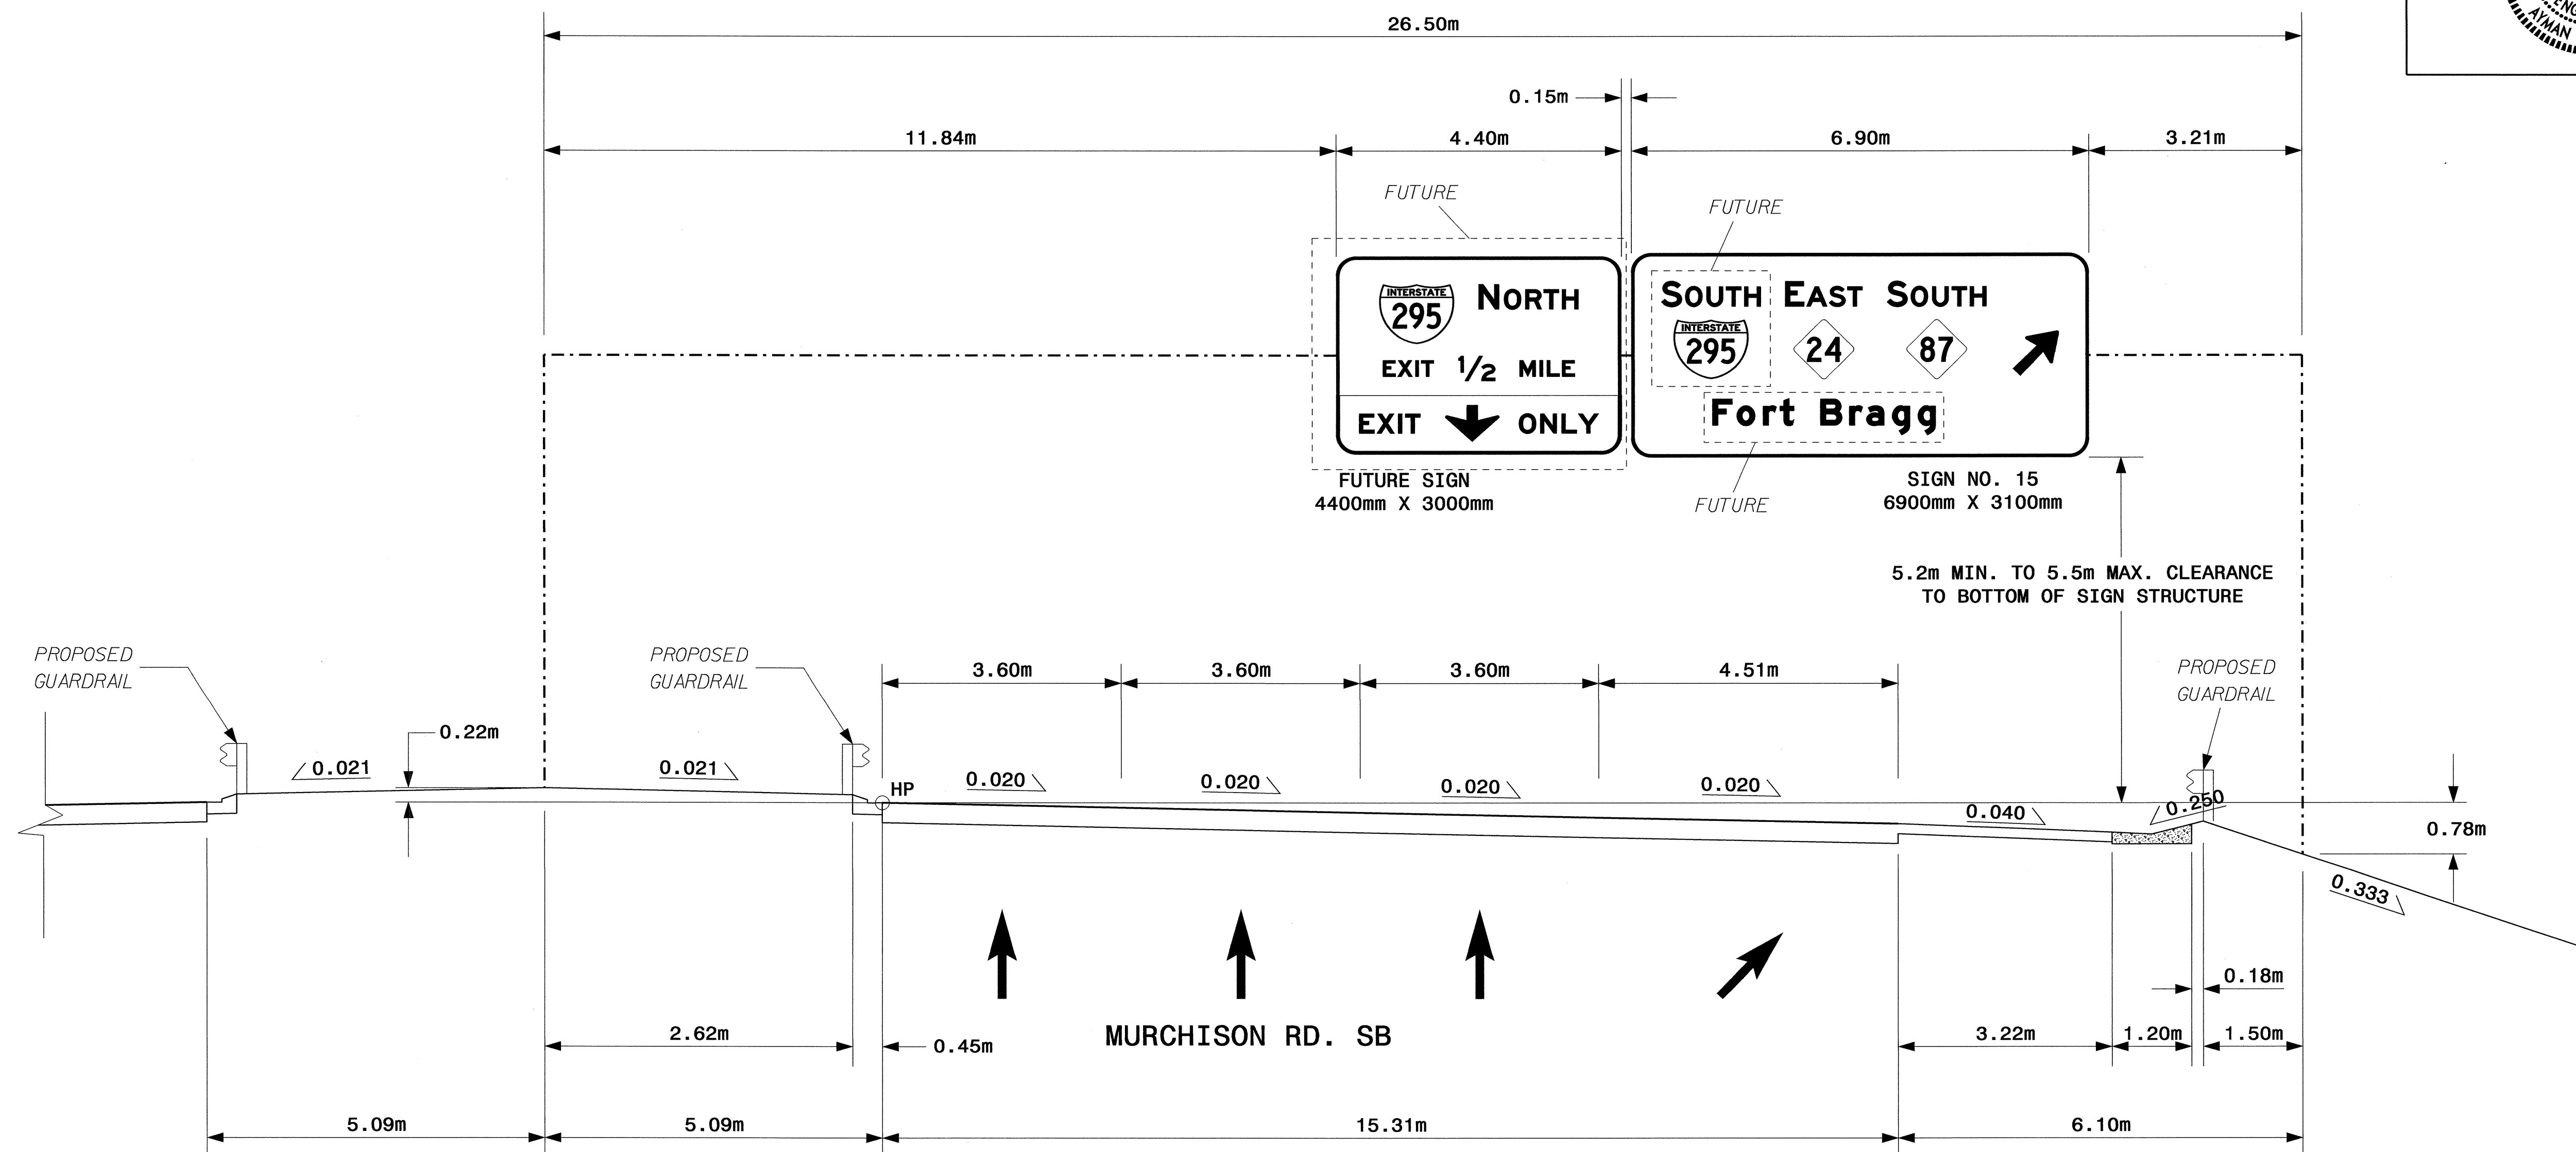 AYMAN
26.50m
0.15m
11.84m
4.40m
6.90m
3.21m
FUTURE
FUTURE
INTERSTATE
295
NORTH
EXIT 1/2 MILE
EXIT ONLY
SOUTH EAST SOUTH
INTERSTATE
295
24
87
Fort Bragg
FUTURE SIGN
4400mm X 3000mm
FUTURE
SIGN NO. 15
6900mm X 3100mm
5.2m MIN. TO 5.5m MAX. CLEARANCE
TO BOTTOM OF SIGN STRUCTURE
PROPOSED
GUARDRAIL
PROPOSED
GUARDRAIL
PROPOSED
GUARDRAIL
3.60m
3.60m
3.60m
4.51m
0.22m
0.021
0.021
HP
0.020
0.020
0.020
0.020
0.040
0.250
0.78m
0.333
0.18m
MURCHISON RD. SB
2.62m
0.45m
3.22m
1.20m
1.50m
5.09m
5.09m
15.31m
6.10m